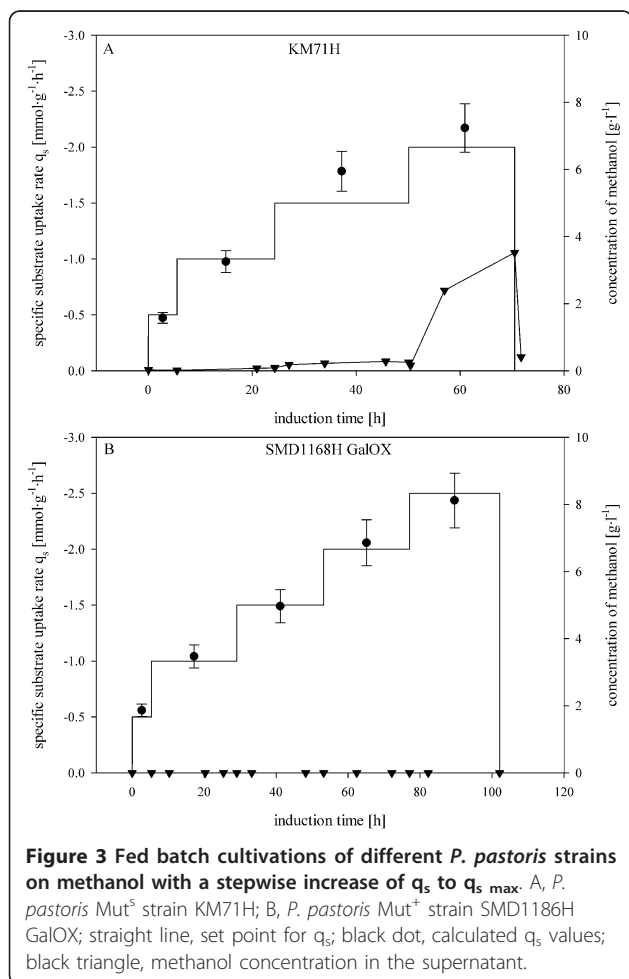 A
KM71H
specific substrate uptake rate qs [mmol·g-1·h-1]
-3.0
-2.5
-2.0
-1.5
-1.0
-0.5
0.0
concentration of methanol [g·l-1]
10
8
6
4
2
0
0 20 40 60 80
induction time [h]
B
SMD1168H GalOX
specific substrate uptake rate qs [mmol·g-1·h-1]
-3.0
-2.5
-2.0
-1.5
-1.0
-0.5
0.0
concentration of methanol [g·l-1]
10
8
6
4
2
0
0 20 40 60 80 100 120
induction time [h]
Figure 3 Fed batch cultivations of different P. pastoris strains
on methanol with a stepwise increase of qs to qs max. A, P.
pastoris Muts strain KM71H; B, P. pastoris Mut+ strain SMD1186H
GalOX; straight line, set point for qs; black dot, calculated qs values;
black triangle, methanol concentration in the supernatant.